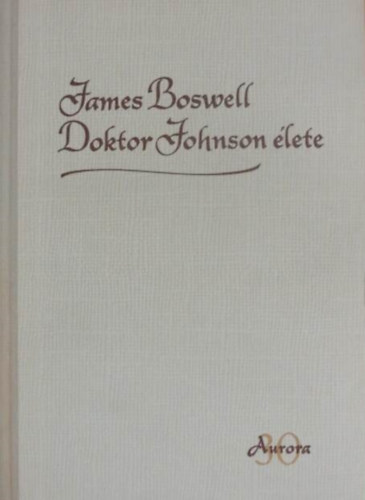 James Boswell
Doktor Johnson élete
30
Aurora